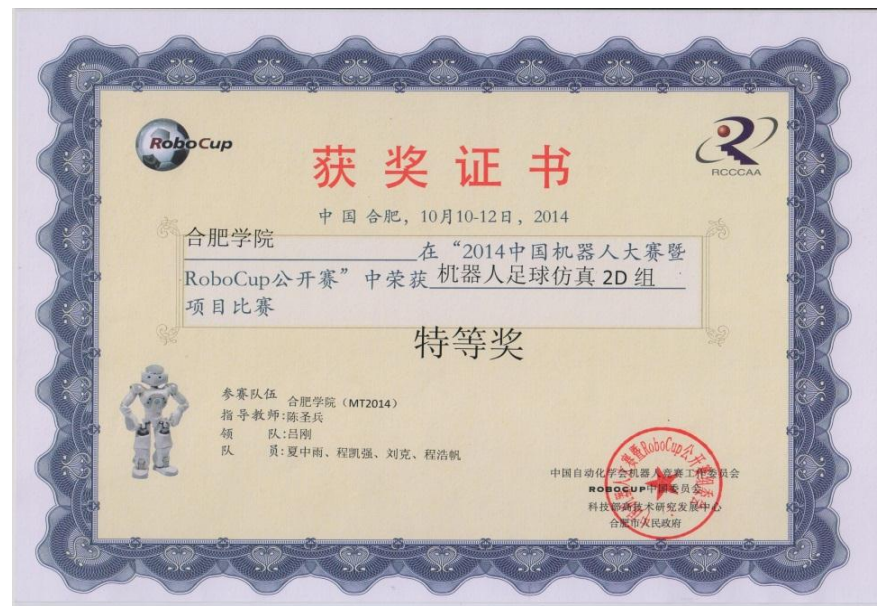 RoboCup
RCCCAA
获奖证书
中国 合肥，10月10-12日，2014
合肥学院 在“2014中国机器人大赛暨
RoboCup公开赛”中荣获 机器人足球仿真 2D 组
项目比赛
特等奖
参赛队伍 合肥学院（MT2014）
指导教师:陈圣兵
领 队:吕刚
队 员:夏中雨、程凯强、刘克、程浩帆
中国自动化学会机器人竞赛工作委员会
ROBOCUP中国委员会
科技部高技术研究发展中心
合肥市人民政府